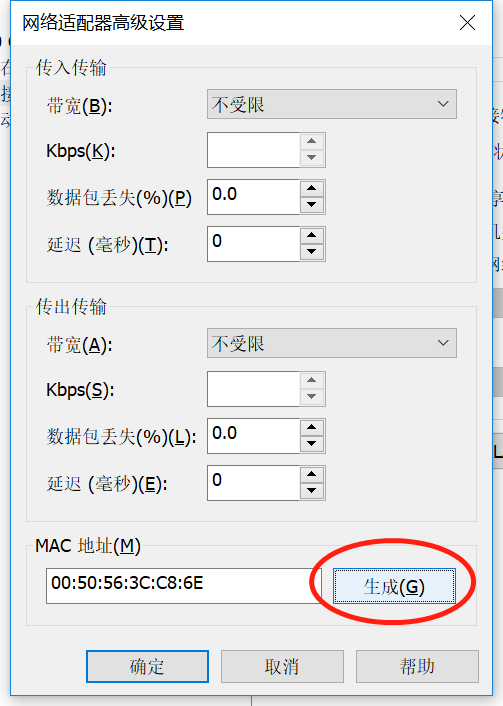 网络适配器高级设置
传入传输
带宽(B): 不受限
Kbps(K):
数据包丢失(%)(P) 0.0
延迟 (毫秒)(T): 0
传出传输
带宽(A): 不受限
Kbps(S):
数据包丢失(%)(L): 0.0
延迟 (毫秒)(E): 0
MAC 地址(M)
00:50:56:3C:C8:6E 生成(G)
确定 取消 帮助